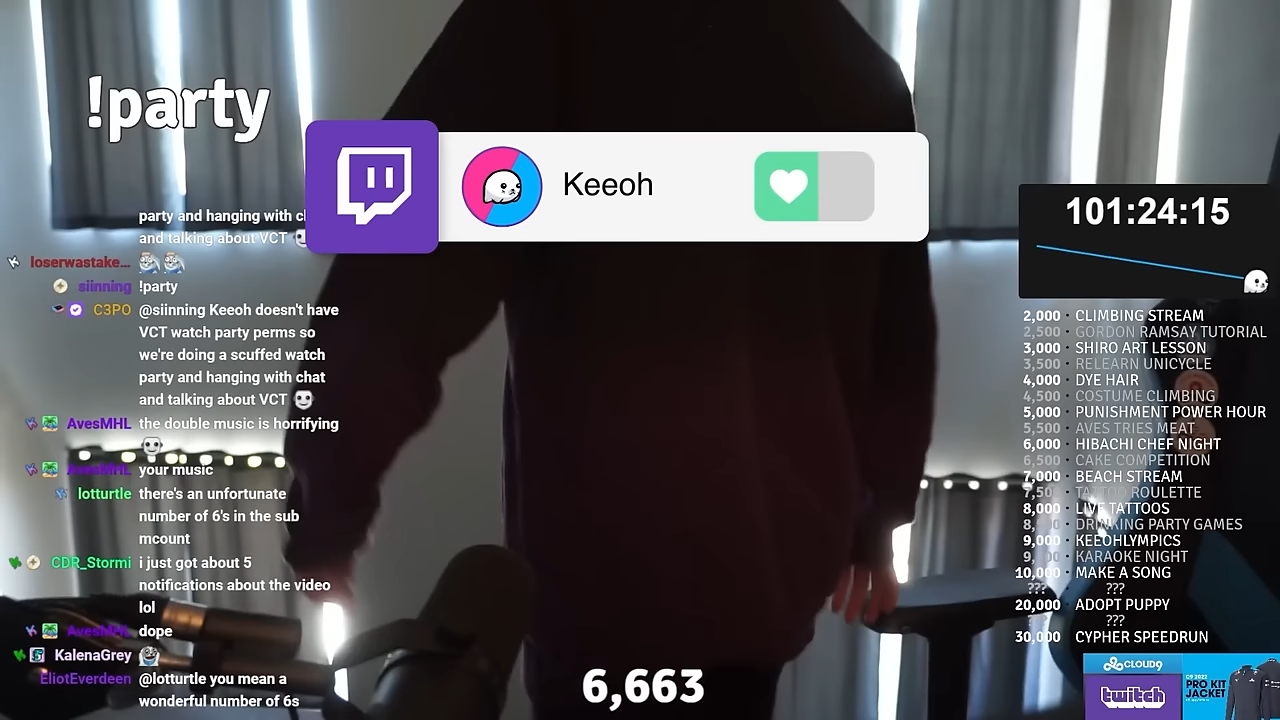 !party
Keeoh
party and hanging with
and talking about VCT
loserwastake...
siinning !party
C3PO @siinning Keeoh doesn't have
VCT watch party perms so
we're doing a scuffed watch
party and hanging with chat
and talking about VCT
AvesMHL the double music is horrifying
AvesMHL your music
lotturtle there's an unfortunate
number of 6's in the sub
mcount
CDR_Stormi i just got about 5
notifications about the video
lol
AvesMHL dope
KalenaGrey
EliotEverdeen @lotturtle you mean a
wonderful number of 6s
6,663
101:24:15
2,000 · CLIMBING STREAM
2,500 · GORDON RAMSAY TUTORIAL
3,000 · SHIRO ART LESSON
3,500 · RELEARN UNICYCLE
4,000 · DYE HAIR
4,500 · COSTUME CLIMBING
5,000 · PUNISHMENT POWER HOUR
5,500 · AVES TRIES MEAT
6,000 · HIBACHI CHEF NIGHT
6,500 · CAKE COMPETITION
7,000 · BEACH STREAM
7,500 · TATTOO ROULETTE
8,000 · LIVE TATTOOS
DRINKING PARTY GAMES
9,000 · KEEOHLYMPICS
KARAOKE NIGHT
10,000 · MAKE A SONG
??? ???
20,000 · ADOPT PUPPY
???
30,000 · CYPHER SPEEDRUN
CLOUD9
twitch
PRO KIT
JACKET